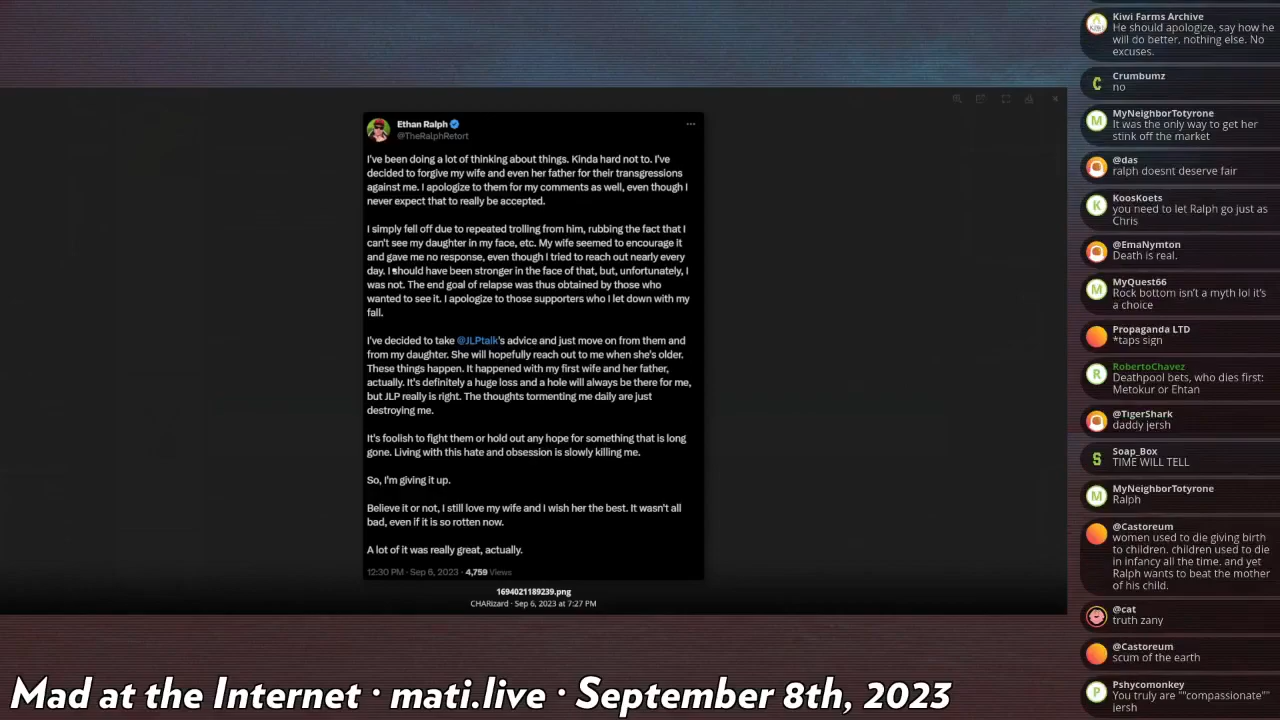 Ethan Ralph
@TheRalphRetort
I've been doing a lot of thinking about things. Kinda hard not to. I've
decided to forgive my wife and even her father for their transgressions
against me. I apologize to them for my comments as well, even though I
never expect that to really be accepted.
I simply fell off due to repeated trolling from him, rubbing the fact that I
can't see my daughter in my face, etc. My wife seemed to encourage it
and gave me no response, even though I tried to reach out nearly every
day. I should have been stronger in the face of that, but, unfortunately, I
was not. The end goal of relapse was thus obtained by those who
wanted to see it. I apologize to those supporters who I let down with my
fall.
I've decided to take @JLPtalk's advice and just move on from them and
from my daughter. She will hopefully reach out to me when she's older.
These things happen. It happened with my first wife and her father,
actually. It's definitely a huge loss and a hole will always be there for me,
but JLP really is right. The thoughts tormenting me daily are just
destroying me.
It's foolish to fight them or hold out any hope for something that is long
gone. Living with this hate and obsession is slowly killing me.
So, I'm giving it up.
Believe it or not, I still love my wife and I wish her the best. It wasn't all
bad, even if it is so rotten now.
A lot of it was really great, actually.
12:30 PM · Sep 6, 2023 · 4,759 Views
1694021189239.png
CHARizard · Sep 6, 2023 at 7:27 PM
Kiwi Farms Archive
He should apologize, say how he
will do better, nothing else. No
excuses.
Crumbumz
no
MyNeighborTotyrone
It was the only way to get her
stink off the market
@das
ralph doesnt deserve fair
KoosKoets
you need to let Ralph go just as
Chris
@EmaNymton
Death is real.
MyQuest66
Rock bottom isn't a myth lol it's
a choice
Propaganda LTD
*taps sign
RobertoChavez
Deathpool bets, who dies first:
Metokur or Ehtan
@TigerShark
daddy jersh
Soap_Box
TIME WILL TELL
MyNeighborTotyrone
Ralph
@Castoreum
women used to die giving birth
to children. children used to die
in infancy all the time. and yet
Ralph wants to beat the mother
of his child.
@cat
truth zany
@Castoreum
scum of the earth
Pshycomonkey
You truly are ""compassionate""
jersh
Mad at the Internet · mati.live · September 8th, 2023